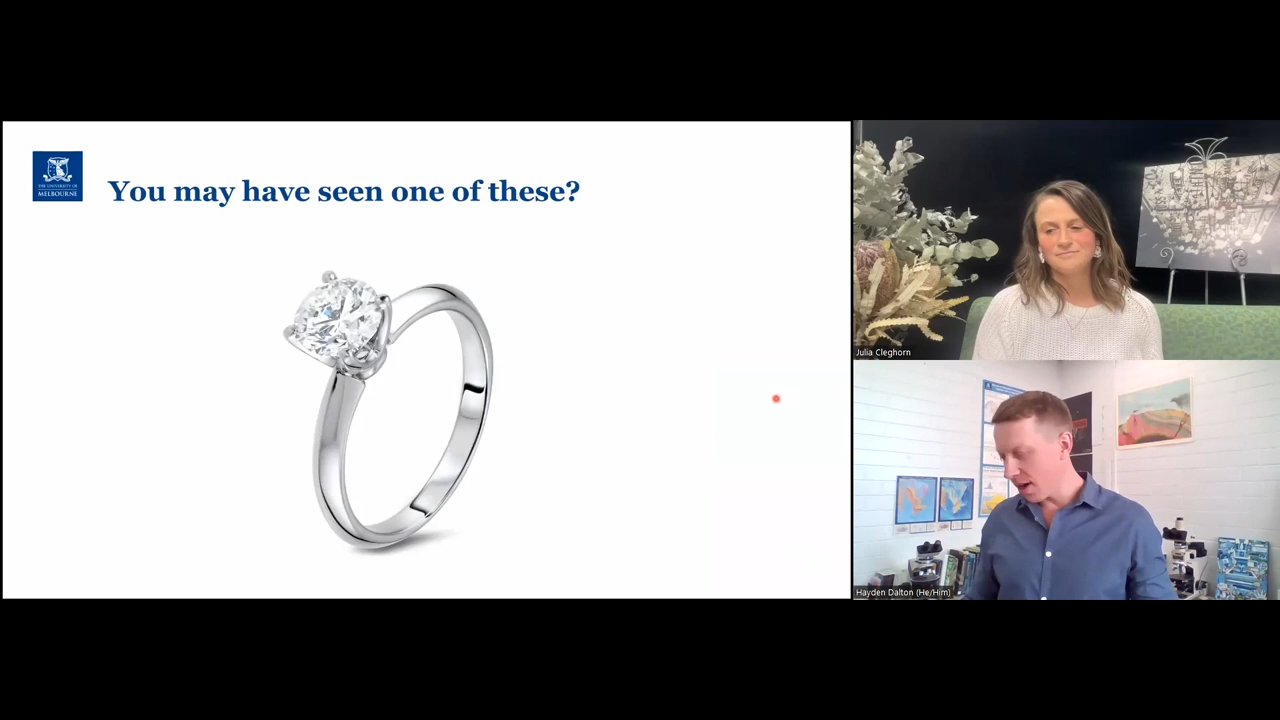 THE UNIVERSITY OF
MELBOURNE
You may have seen one of these?
Julia Cleghorn
Hayden Dalton (He/Him)